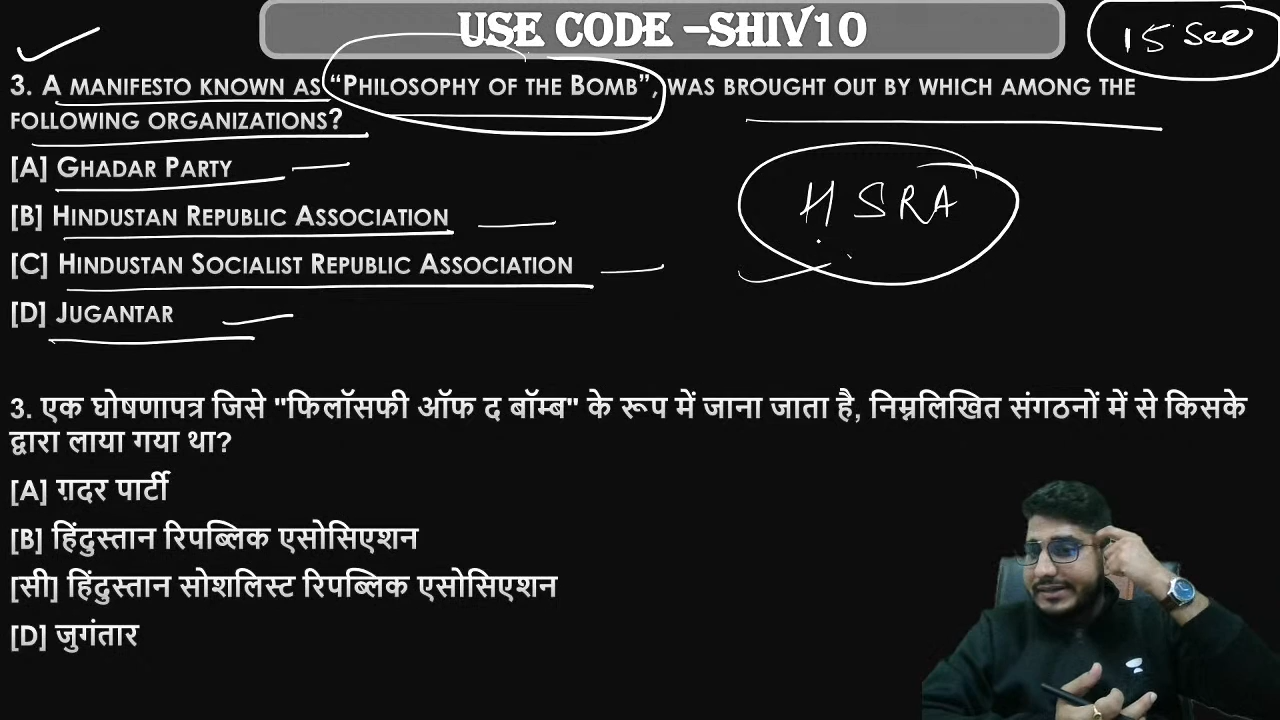 USE CODE –SHIV10
15 Sec
3. A MANIFESTO KNOWN AS “PHILOSOPHY OF THE BOMB”, WAS BROUGHT OUT BY WHICH AMONG THE
FOLLOWING ORGANIZATIONS?
[A] GHADAR PARTY
[B] HINDUSTAN REPUBLIC ASSOCIATION
HSRA
[C] HINDUSTAN SOCIALIST REPUBLIC ASSOCIATION
[D] JUGANTAR
3. एक घोषणापत्र जिसे "फिलॉसफी ऑफ द बॉम्ब" के रूप में जाना जाता है, निम्नलिखित संगठनों में से किसके
द्वारा लाया गया था?
[A] ग़दर पार्टी
[B] हिंदुस्तान रिपब्लिक एसोसिएशन
[सी] हिंदुस्तान सोशलिस्ट रिपब्लिक एसोसिएशन
[D] जुगंतार